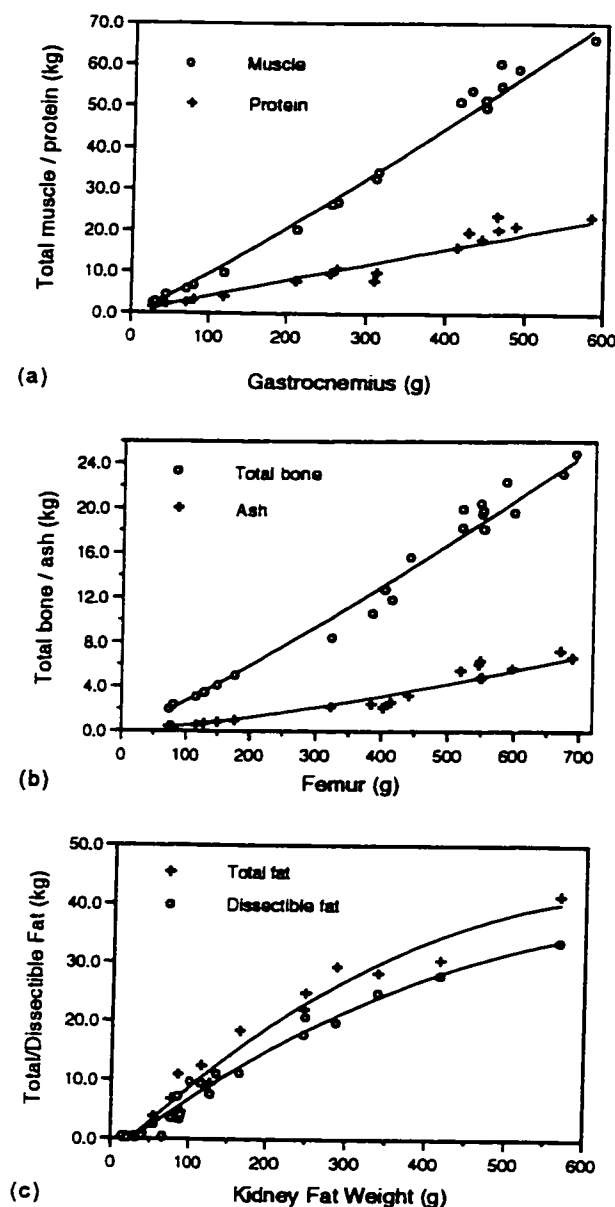 70.0
60.0
50.0
40.0
30.0
20.0
10.0
0.0
Total muscle / protein (kg)
Muscle
Protein
0 100 200 300 400 500 600
(a)
Gastrocnemius (g)
24.0
20.0
16.0
12.0
8.0
4.0
0.0
Total bone / ash (kg)
Total bone
Ash
0 100 200 300 400 500 600 700
Femur (g)
(b)
50.0
40.0
30.0
20.0
10.0
0.0
Total/Dissectible Fat (kg)
Total fat
Dissectible fat
0 100 200 300 400 500 600
(c)
Kidney Fat Weight (g)